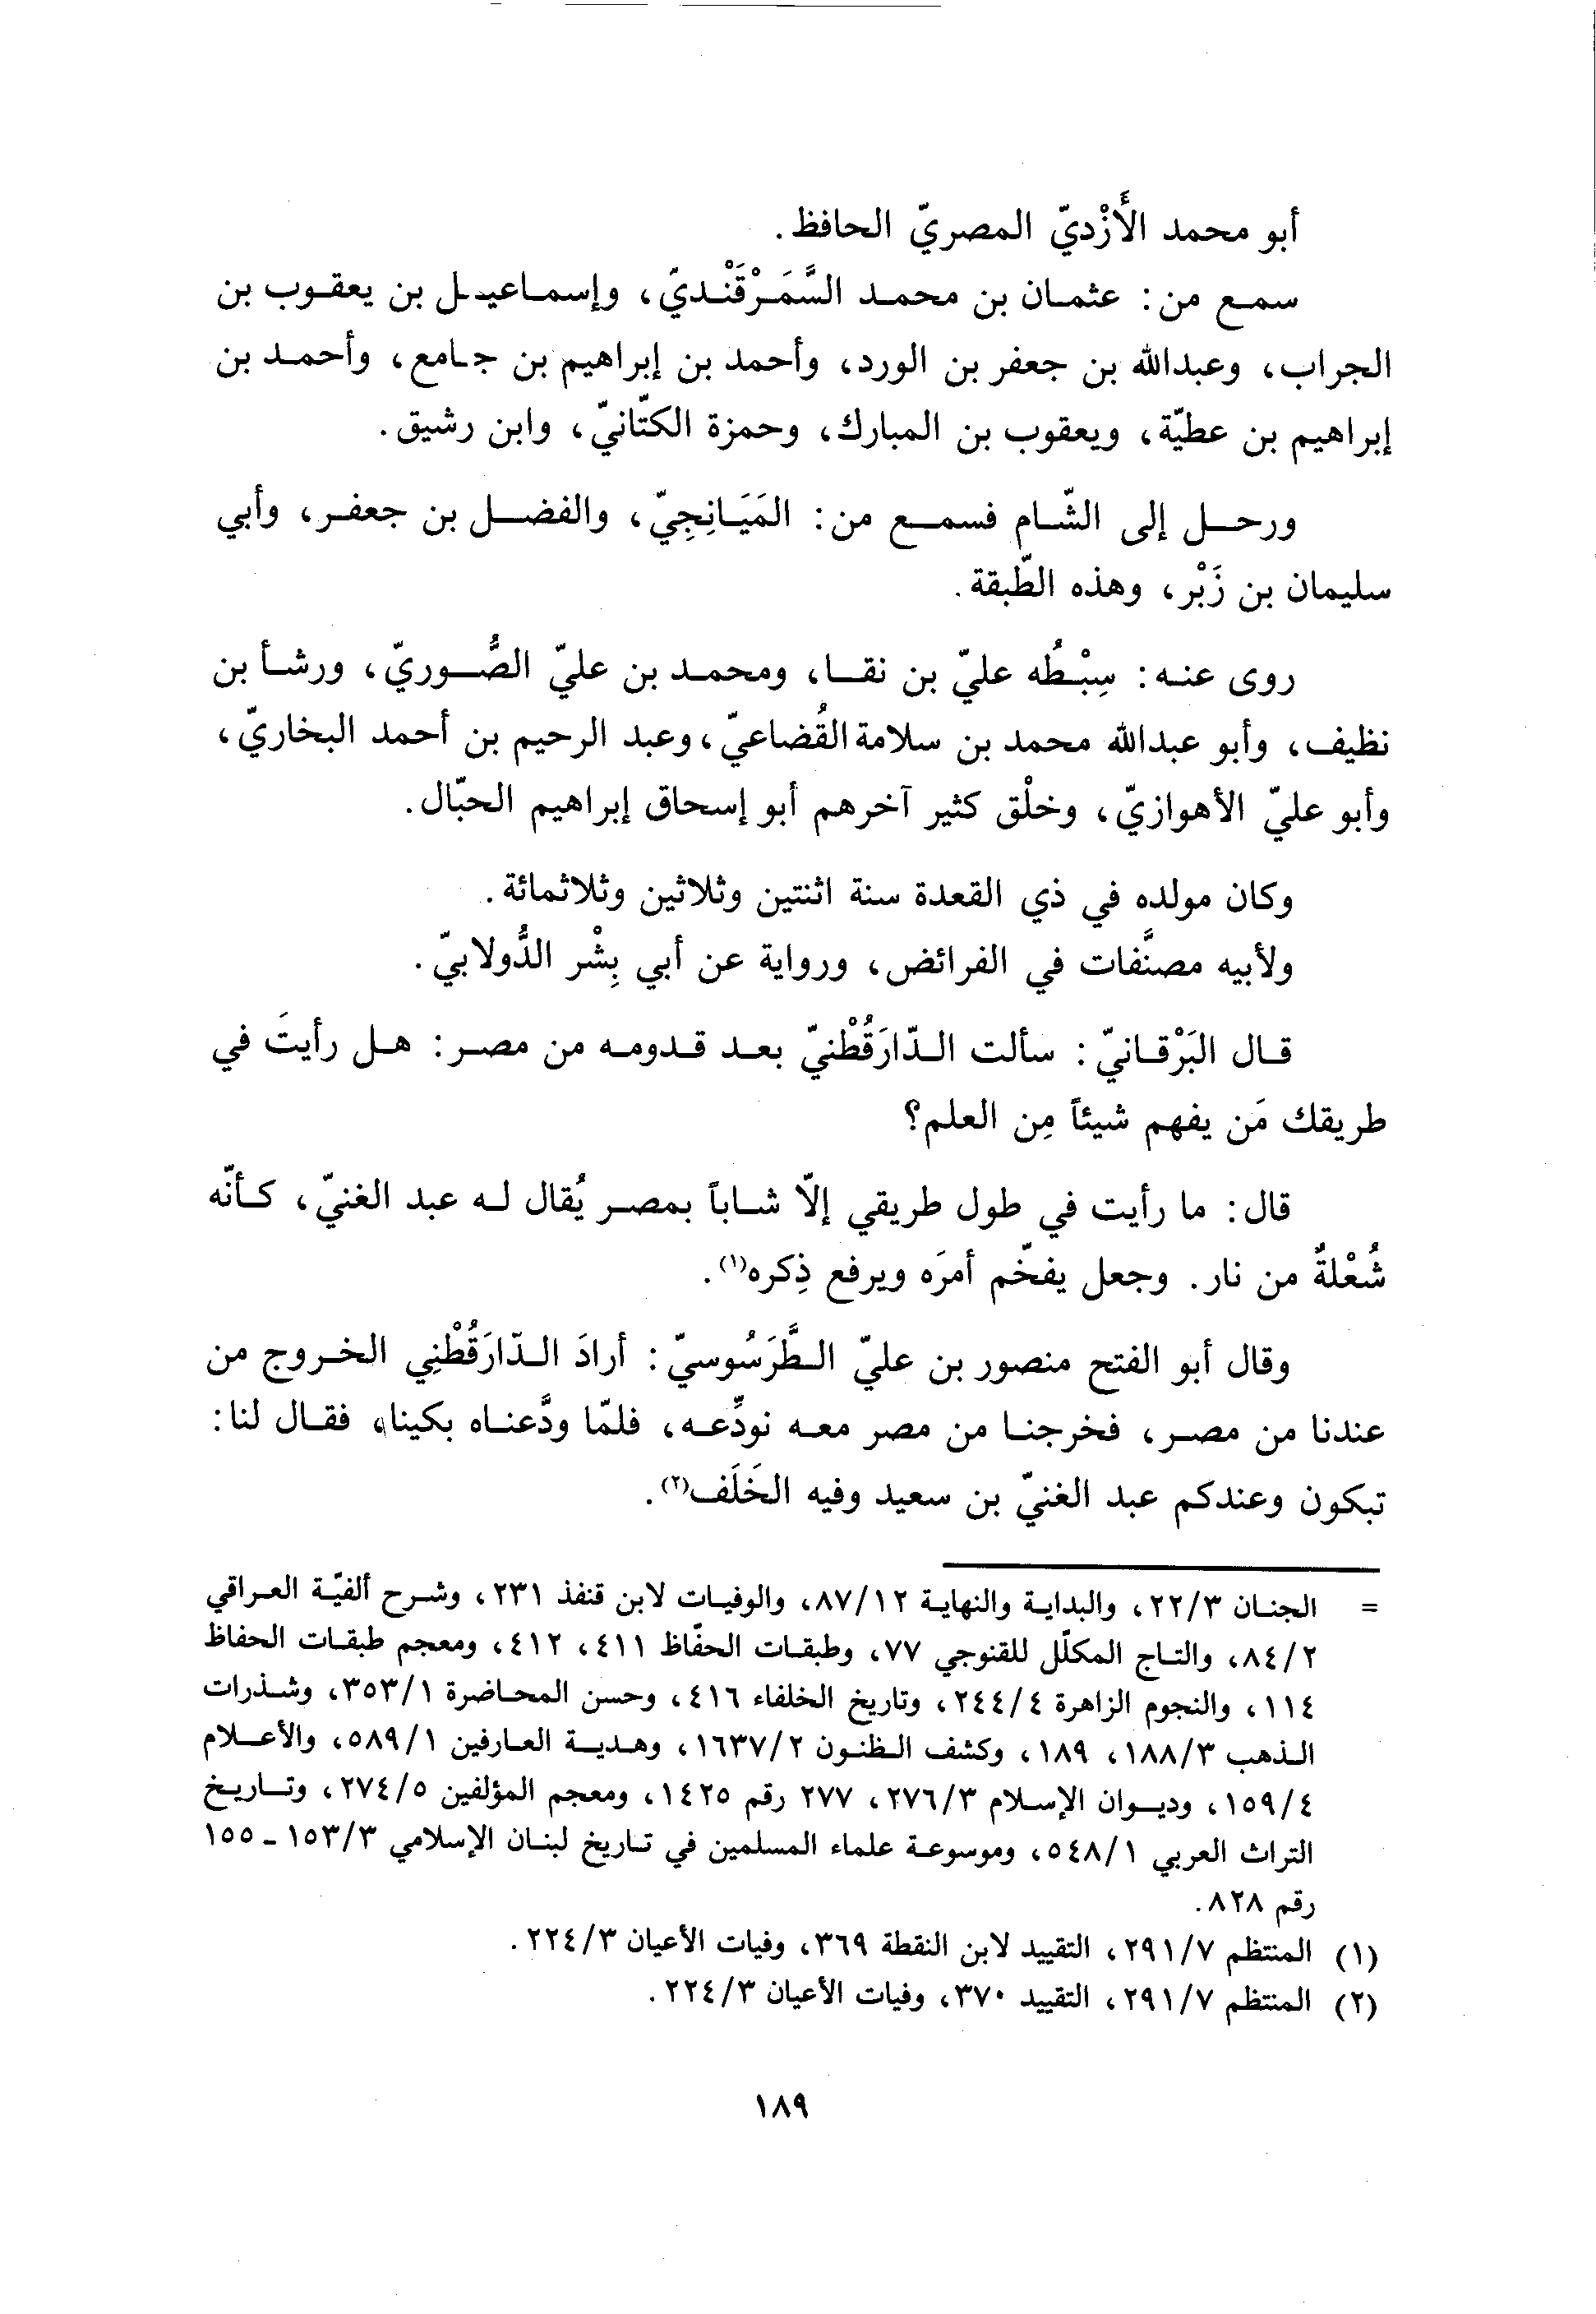 أبو محمد الأَزْديّ المصريّ الحافظ.
سمع من: عثمان بن محمد السَّمَرْقَنْديّ، وإسماعيل بن يعقوب بن
الجراب، وعبدالله بن جعفر بن الورد، وأحمد بن إبراهيم بن جامع، وأحمد بن
إبراهيم بن عطيّة، ويعقوب بن المبارك، وحمزة الكتّانيّ، وابن رشيق.
ورحل إلى الشّام فسمع من: المَيَانِجِيّ، والفضل بن جعفر، وأبي
سليمان بن زَبْر، وهذه الطّبقة.
روى عنه: سِبْطُه عليّ بن نقا، ومحمد بن عليّ الصُّوريّ، ورشأ بن
نظيف، وأبو عبدالله محمد بن سلامة القُضاعيّ، وعبد الرحيم بن أحمد البخاريّ،
وأبو عليّ الأهوازيّ، وخلْق كثير آخرهم أبو إسحاق إبراهيم الحبّال.
وكان مولده في ذي القعدة سنة اثنتين وثلاثين وثلاثمائة.
ولأبيه مصنَّفات في الفرائض، ورواية عن أبي بِشْر الدُّولابيّ.
قال البَرْقانيّ: سألت الدّارَقُطْنيّ بعد قدومه من مصر: هل رأيتَ في
طريقك مَن يفهم شيئاً مِن العلم؟
قال: ما رأيت في طول طريقي إلّا شاباً بمصر يُقال له عبد الغنيّ، كأنّه
شُعْلةٌ من نار. وجعل يفخّم أمرَه ويرفع ذِكره(١).
وقال أبو الفتح منصور بن عليّ الطَّرَسُوسيّ: أرادَ الدّارَقُطْنِي الخروج من
عندنا من مصر، فخرجنا من مصر معه نودِّعه، فلمّا ودَّعناه بكينا، فقال لنا:
تبكون وعندكم عبد الغنيّ بن سعيد وفيه الخَلَف(٢).
= الجنان ٢٢/٣، والبداية والنهاية ٨٧/١٢، والوفيات لابن قنفذ ٢٣١، وشرح ألفيّة العراقي
٨٤/٢، والتاج المكلّل للقنوجي ٧٧، وطبقات الحفّاظ ٤١١، ٤١٢، ومعجم طبقات الحفاظ
١١٤، والنجوم الزاهرة ٢٤٤/٤، وتاريخ الخلفاء ٤١٦، وحسن المحاضرة ٣٥٣/١، وشذرات
الذهب ١٨٨/٣، ١٨٩، وكشف الظنون ١٦٣٧/٢، وهدية العارفين ٥٨٩/١، والأعلام
١٥٩/٤، وديوان الإسلام ٢٧٦/٣، ٢٧٧ رقم ١٤٢٥، ومعجم المؤلفين ٢٧٤/٥، وتاريخ
التراث العربي ٥٤٨/١، وموسوعة علماء المسلمين في تاريخ لبنان الإسلامي ١٥٣/٣ - ١٥٥
رقم ٨٢٨.
(١) المنتظم ٢٩١/٧، التقييد لابن النقطة ٣٦٩، وفيات الأعيان ٢٢٤/٣.
(٢) المنتظم ٢٩١/٧، التقييد ٣٧٠، وفيات الأعيان ٢٢٤/٣.
١٨٩